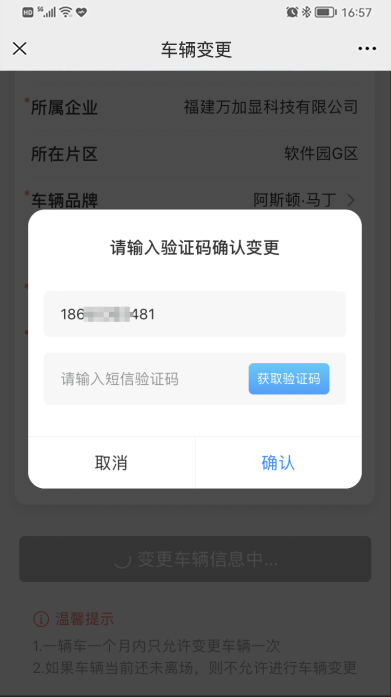 HD 5G 16:57
车辆变更
*所属企业 福建万加显科技有限公司
所在片区 软件园G区
*车辆品牌 阿斯顿·马丁
请输入验证码确认变更
186 481
请输入短信验证码 获取验证码
取消 确认
变更车辆信息中...
温馨提示
1.一辆车一个月内只允许变更车辆一次
2.如果车辆当前还未离场，则不允许进行车辆变更